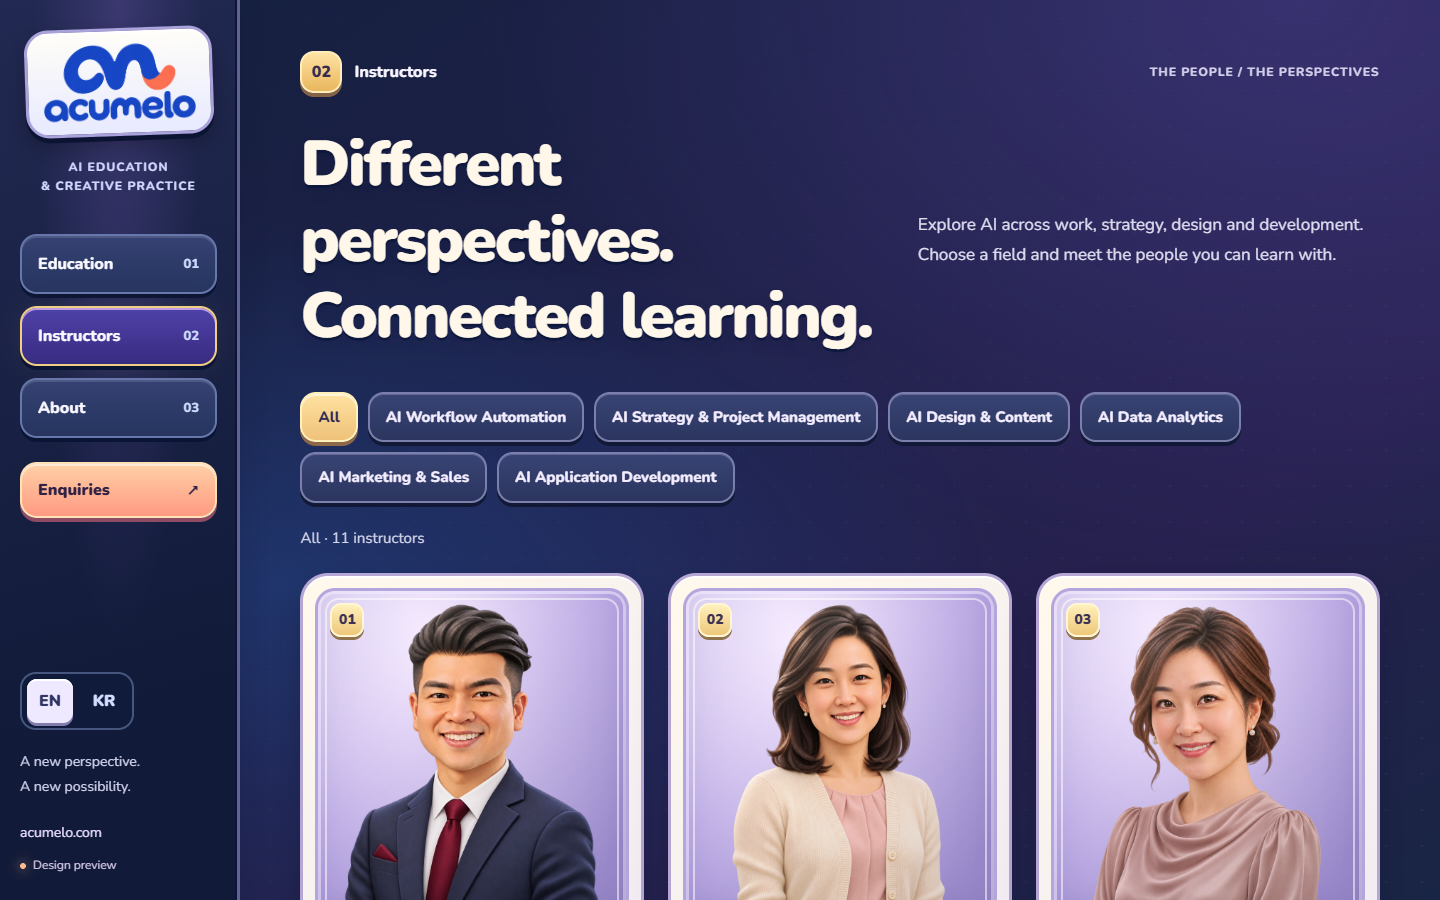 acumelo
AI EDUCATION
& CREATIVE PRACTICE
Education 01
Instructors 02
About 03
Enquiries ↗
EN KR
A new perspective.
A new possibility.
acumelo.com
Design preview
02 Instructors
THE PEOPLE / THE PERSPECTIVES
Different
perspectives.
Connected learning.
Explore AI across work, strategy, design and development.
Choose a field and meet the people you can learn with.
All AI Workflow Automation AI Strategy & Project Management AI Design & Content AI Data Analytics
AI Marketing & Sales AI Application Development
All · 11 instructors
01 02 03